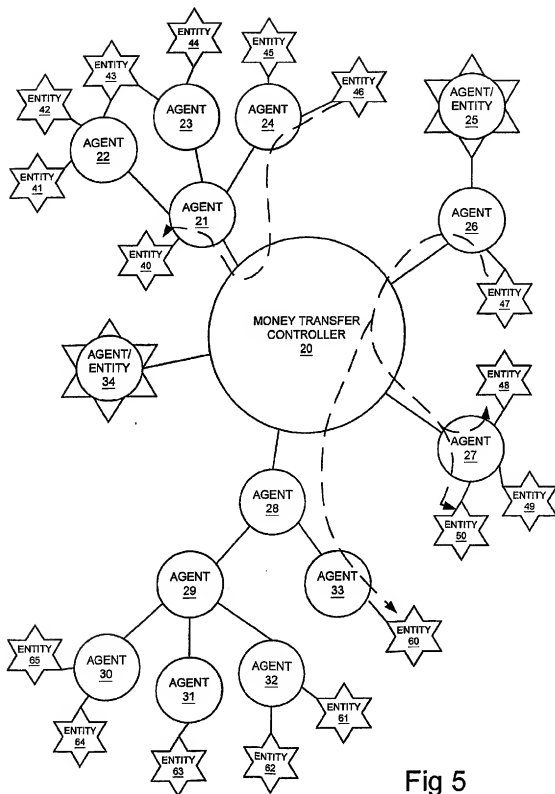 ENTITY
44
ENTITY
45
ENTITY
43
ENTITY
42
ENTITY
46
AGENT
23
AGENT
24
AGENT/
ENTITY
25
AGENT
22
ENTITY
41
AGENT
21
AGENT
26
ENTITY
40
ENTITY
47
MONEY TRANSFER
CONTROLLER
20
AGENT/
ENTITY
34
ENTITY
48
AGENT
27
ENTITY
49
ENTITY
50
AGENT
28
AGENT
29
AGENT
33
ENTITY
60
ENTITY
65
AGENT
30
AGENT
31
AGENT
32
ENTITY
61
ENTITY
64
ENTITY
63
ENTITY
62
Fig 5